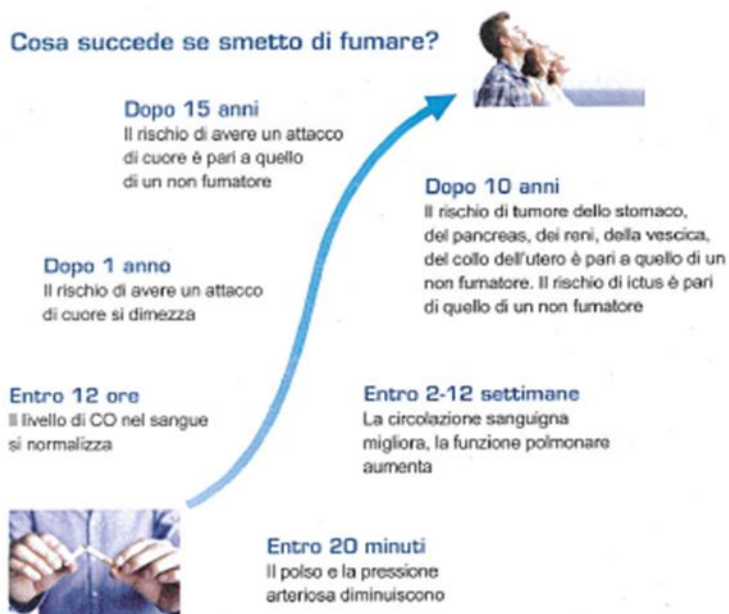 Cosa succede se smetto di fumare?
Dopo 15 anni
Il rischio di avere un attacco
di cuore è pari a quello
di un non fumatore
Dopo 10 anni
Il rischio di tumore dello stomaco,
del pancreas, dei reni, della vescica,
del collo dell'utero è pari a quello di un
non fumatore. Il rischio di ictus è pari
di quello di un non fumatore
Dopo 1 anno
Il rischio di avere un attacco
di cuore si dimezza
Entro 12 ore
Il livello di CO nel sangue
si normalizza
Entro 2-12 settimane
La circolazione sanguigna
migliora, la funzione polmonare
aumenta
Entro 20 minuti
Il polso e la pressione
arteriosa diminuiscono